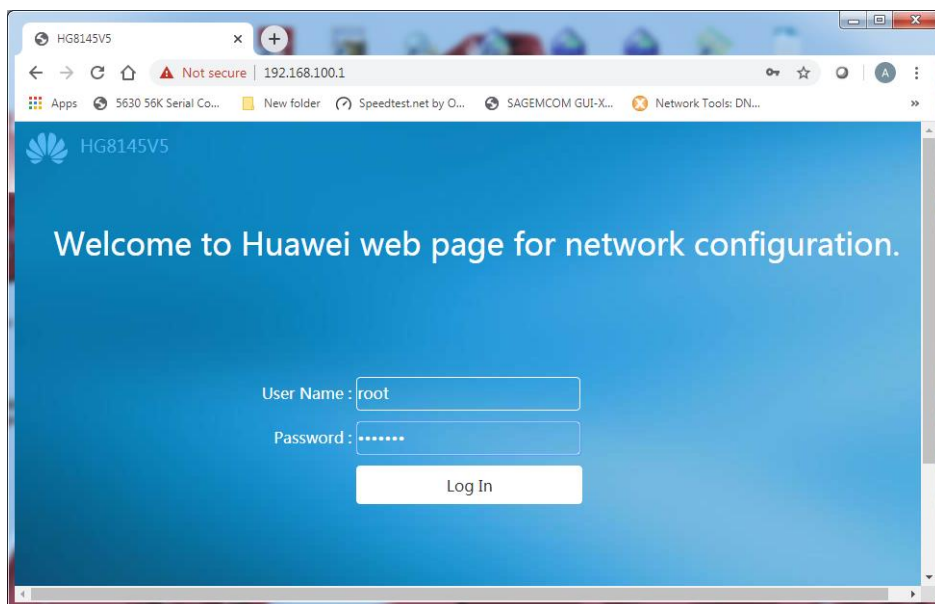 HG8145V5
Not secure | 192.168.100.1
A
Apps 5630 56K Serial Co... New folder Speedtest.net by O... SAGEMCOM GUI-X... Network Tools: DN... »
HG8145V5
Welcome to Huawei web page for network configuration.
User Name : root
Password : •••••••
Log In